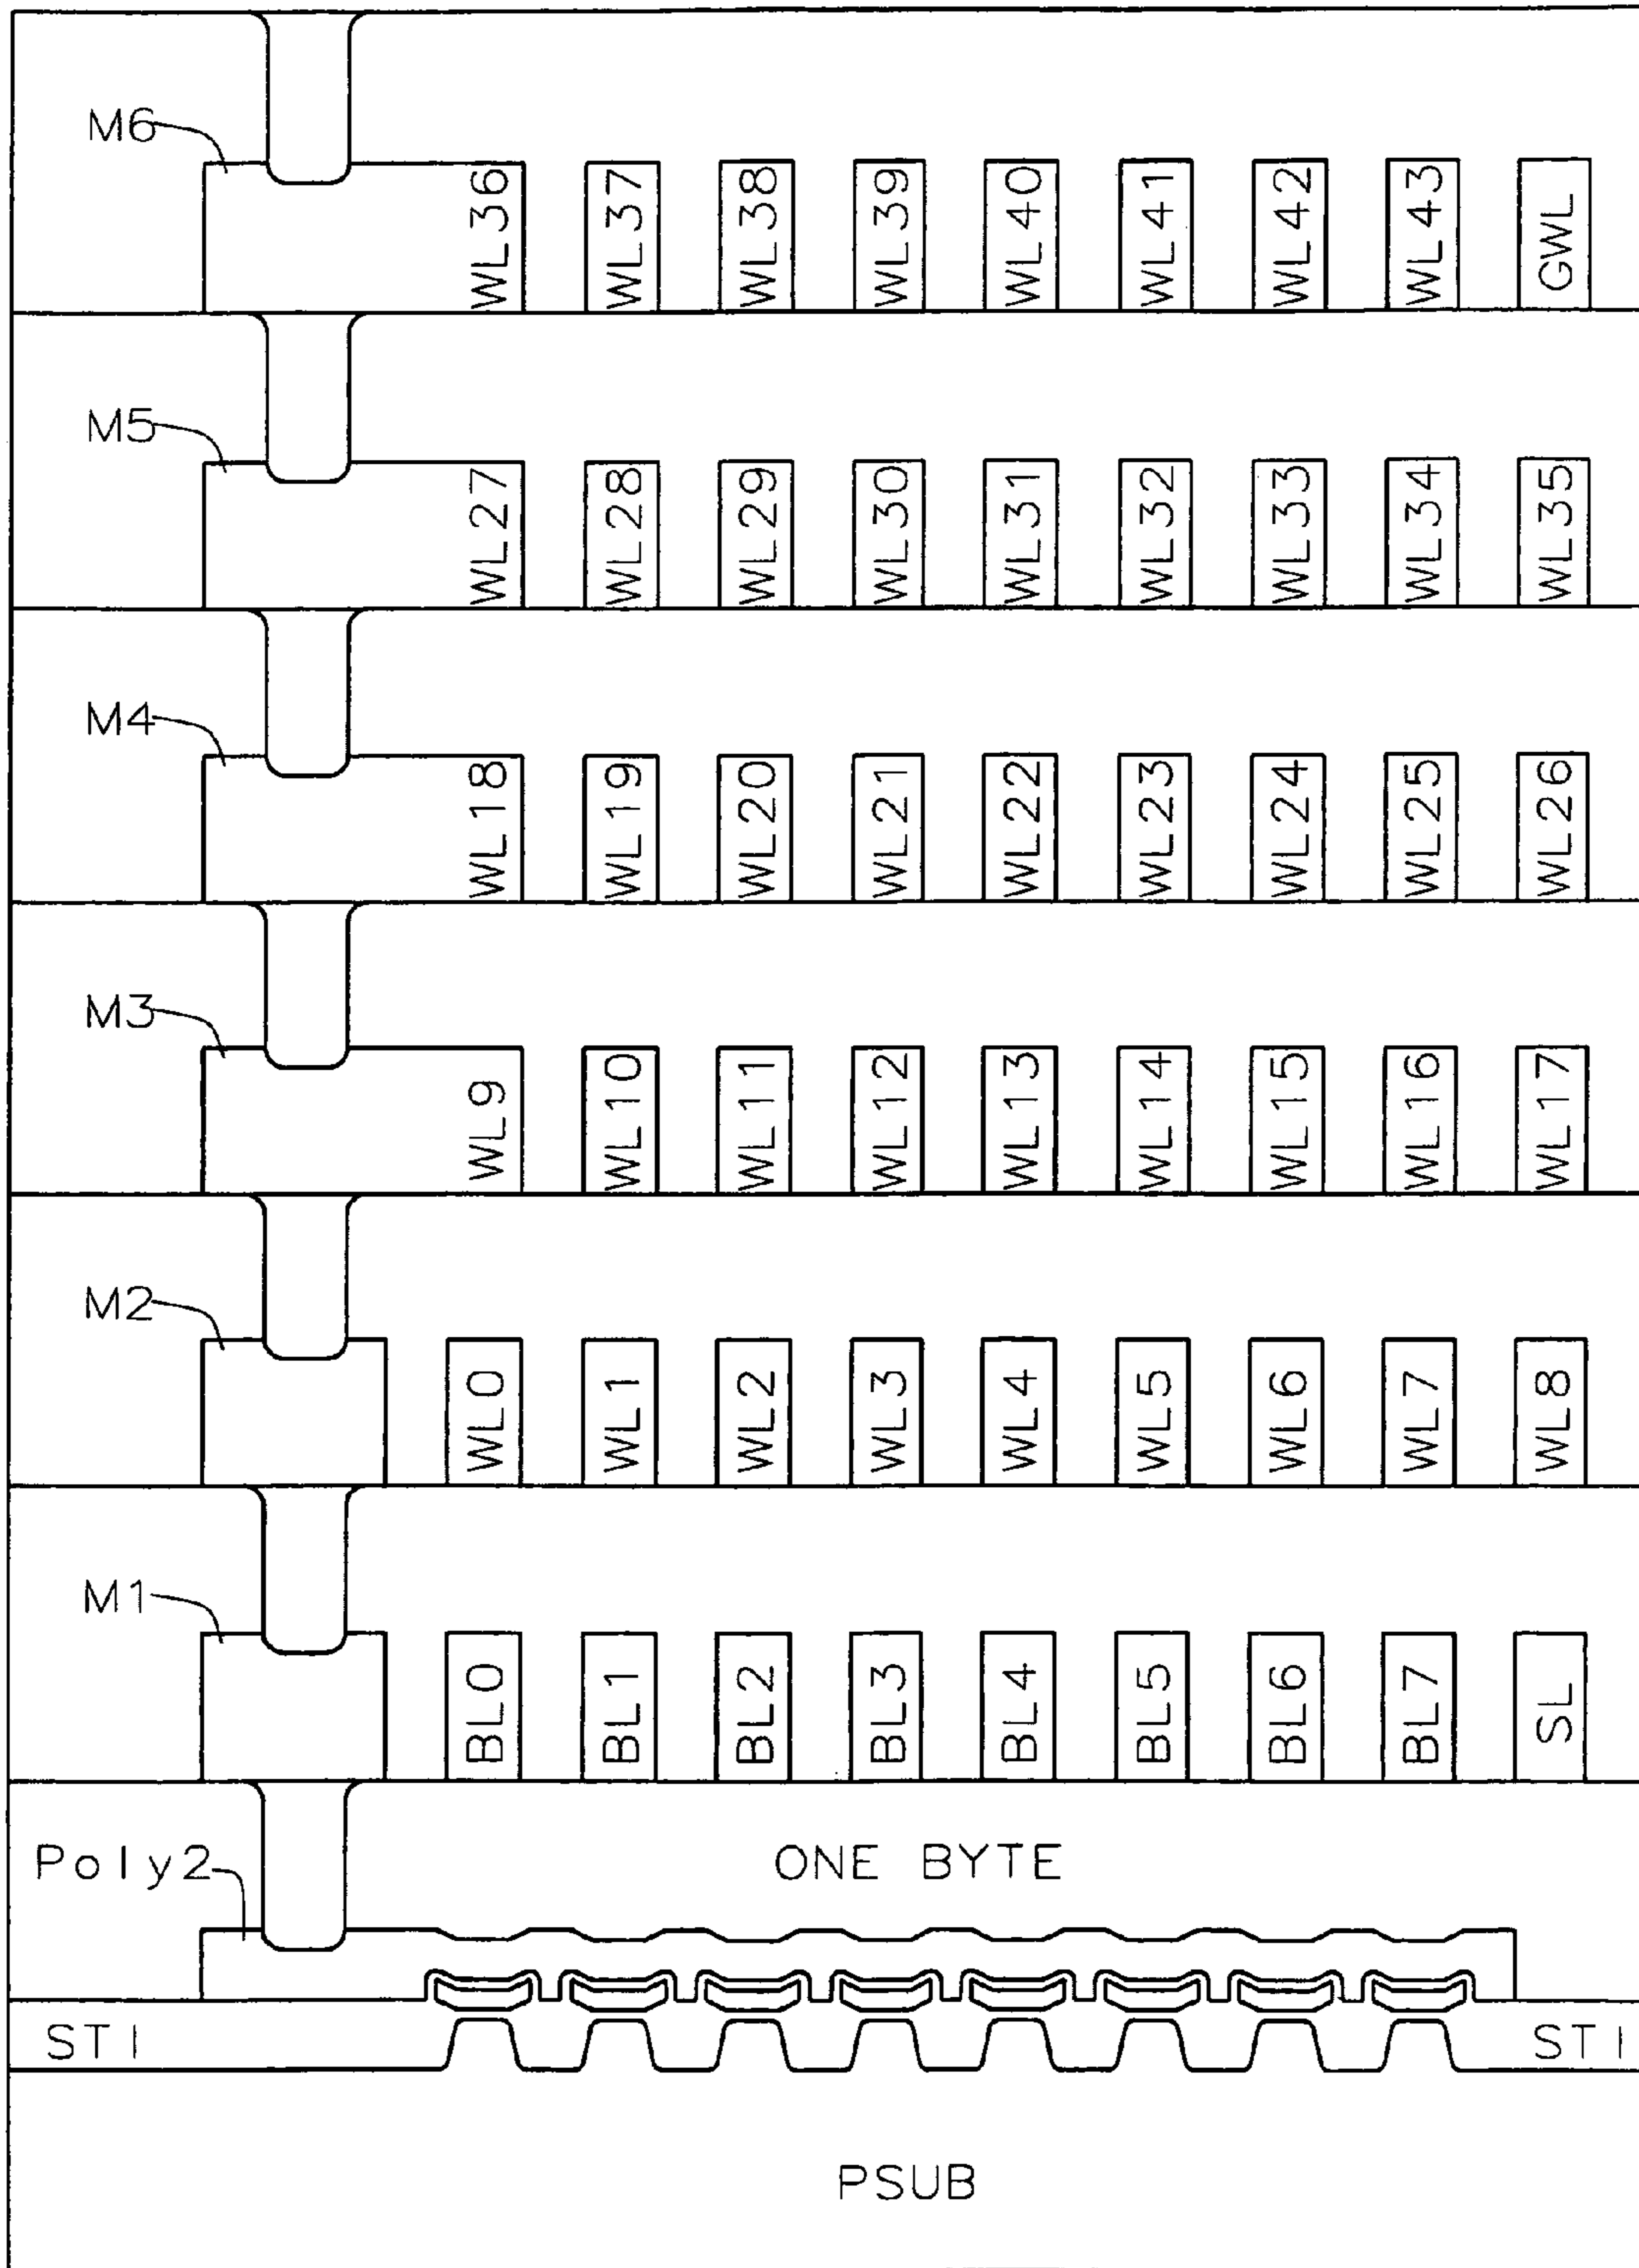 M6
WL36 WL37 WL38 WL39 WL40 WL41 WL42 WL43 GWL
M5
WL27 WL28 WL29 WL30 WL31 WL32 WL33 WL34 WL35
M4
WL18 WL19 WL20 WL21 WL22 WL23 WL24 WL25 WL26
M3
WL9 WL10 WL11 WL12 WL13 WL14 WL15 WL16 WL17
M2
WL0 WL1 WL2 WL3 WL4 WL5 WL6 WL7 WL8
M1
BL0 BL1 BL2 BL3 BL4 BL5 BL6 BL7 SL
Poly2 ONE BYTE
STI STI
PSUB